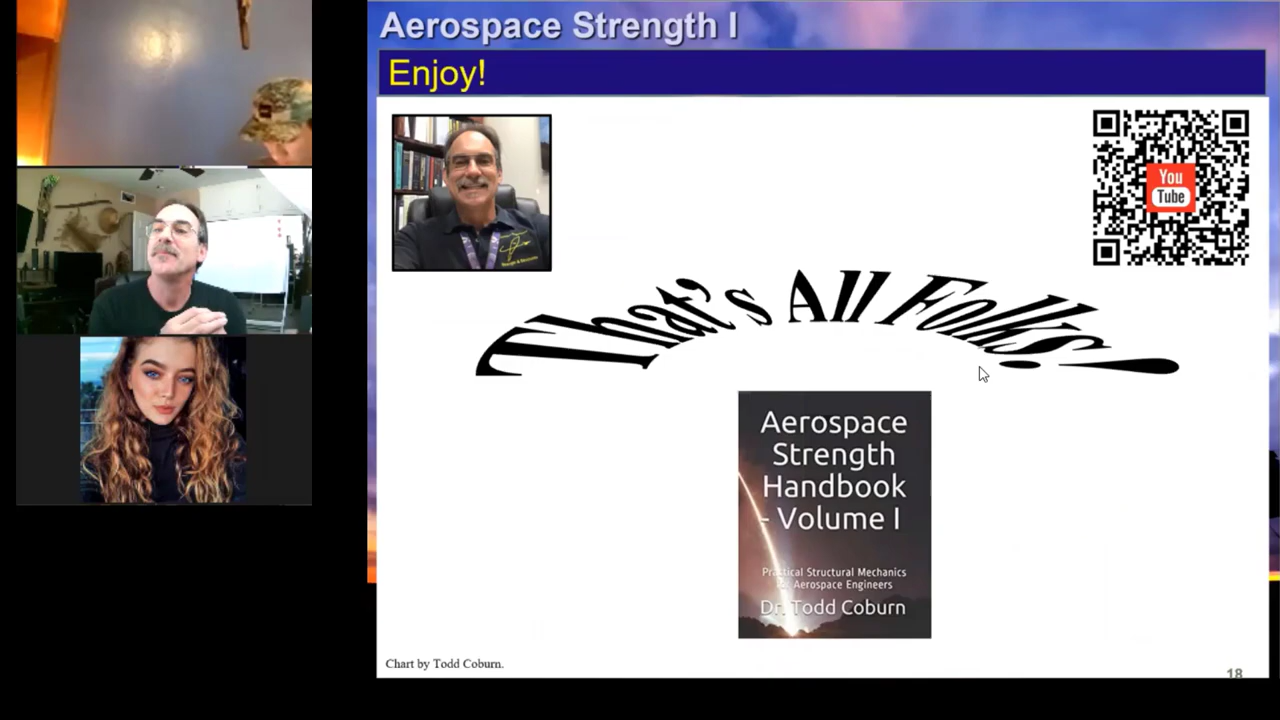 Aerospace Strength I
Enjoy!
You
Tube
That's All Folks!
Aerospace
Strength
Handbook
- Volume I
Practical Structural Mechanics
for Aerospace Engineers
Dr. Todd Coburn
Chart by Todd Coburn.
18